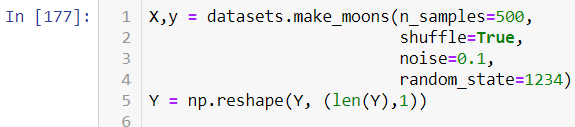 In [177]:
1 X,y = datasets.make_moons(n_samples=500,
2                           shuffle=True,
3                           noise=0.1,
4                           random_state=1234)
5 Y = np.reshape(Y, (len(Y),1))
6